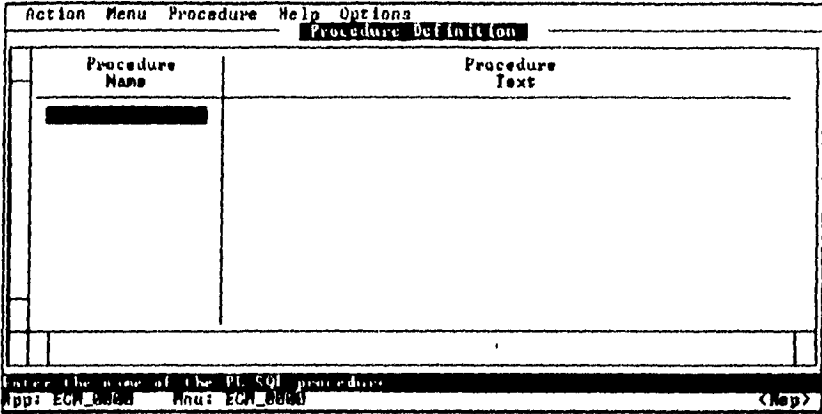 Action Menu Procedure Help Options
Procedure Definition
Procedure Procedure
Name Text
Enter the name of the PL/SQL procedure
App: ECM_0000 Mnu: ECM_0000 <Rep>